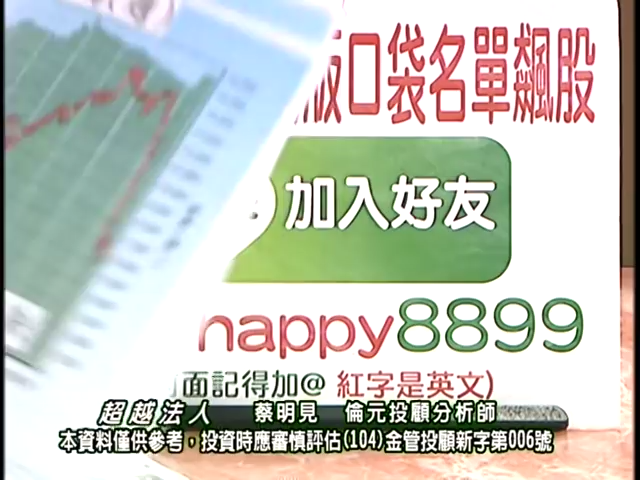 版口袋名單飆股
加入好友
happy8899
面記得加@ 紅字是英文)
超越法人 蔡明見 倫元投顧分析師
本資料僅供參考，投資時應審慎評估(104)金管投顧新字第006號